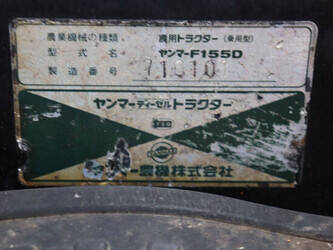 農業機械の種類 農用トラクター (乗用型)
型式名 ヤンマーF155D
製造番号 71010
ヤンマーディーゼルトラクター
ー農機株式会社